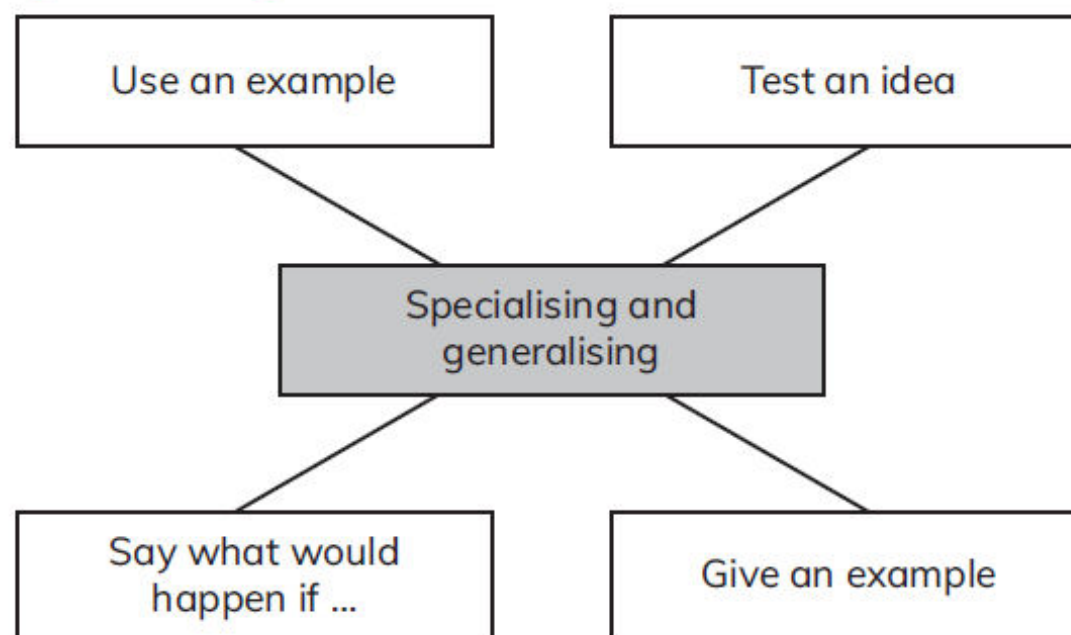 Use an example
Test an idea
Specialising and
generalising
Say what would
happen if ...
Give an example